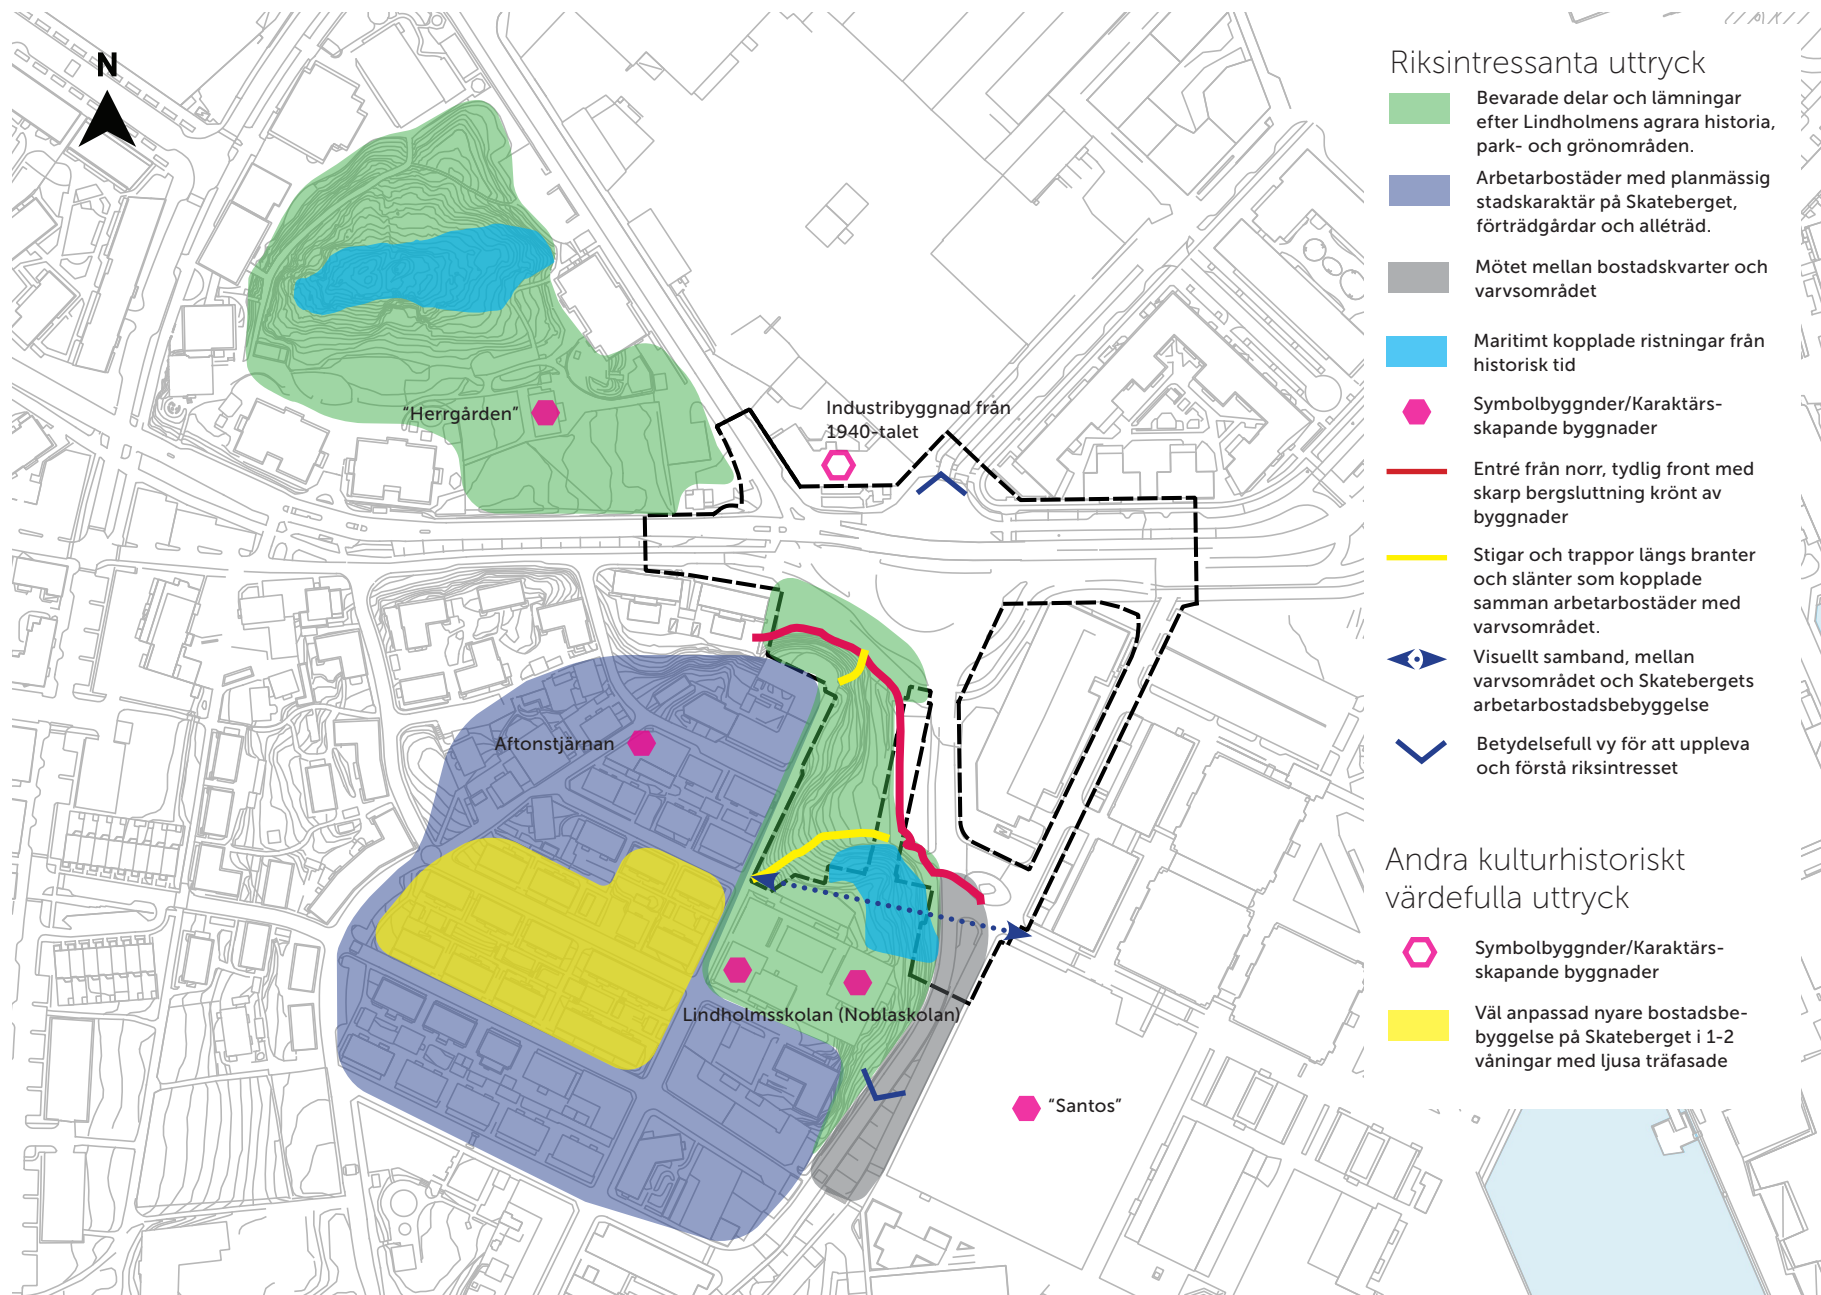 N
"Herrgården"
Industribyggnad från
1940-talet
Aftonstjärnan
Lindholmsskolan (Noblaskolan)
"Santos"
Riksintressanta uttryck
Bevarade delar och lämningar
efter Lindholmens agrara historia,
park- och grönområden.
Arbetarbostäder med planmässig
stadskaraktär på Skateberget,
förträdgårdar och alléträd.
Mötet mellan bostadskvarter och
varvsområdet
Maritimt kopplade ristningar från
historisk tid
Symbolbyggnder/Karaktärs-
skapande byggnader
Entré från norr, tydlig front med
skarp bergsluttning krönt av
byggnader
Stigar och trappor längs branter
och slänter som kopplade
samman arbetarbostäder med
varvsområdet.
Visuellt samband, mellan
varvsområdet och Skatebergets
arbetarbostadsbebyggelse
Betydelsefull vy för att uppleva
och förstå riksintresset
Andra kulturhistoriskt
värdefulla uttryck
Symbolbyggnder/Karaktärs-
skapande byggnader
Väl anpassad nyare bostadsbe-
byggelse på Skateberget i 1-2
våningar med ljusa träfasade